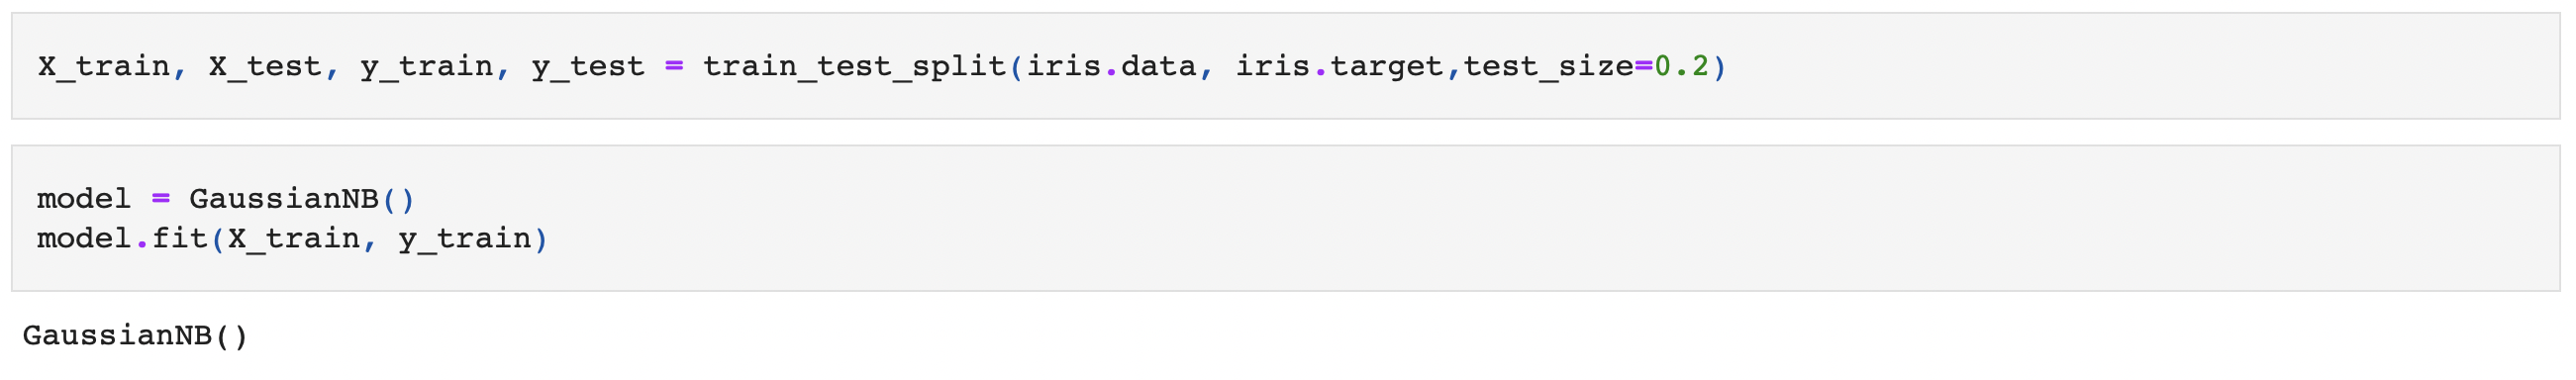 X_train, X_test, y_train, y_test = train_test_split(iris.data, iris.target,test_size=0.2)
model = GaussianNB()
model.fit(X_train, y_train)
GaussianNB()